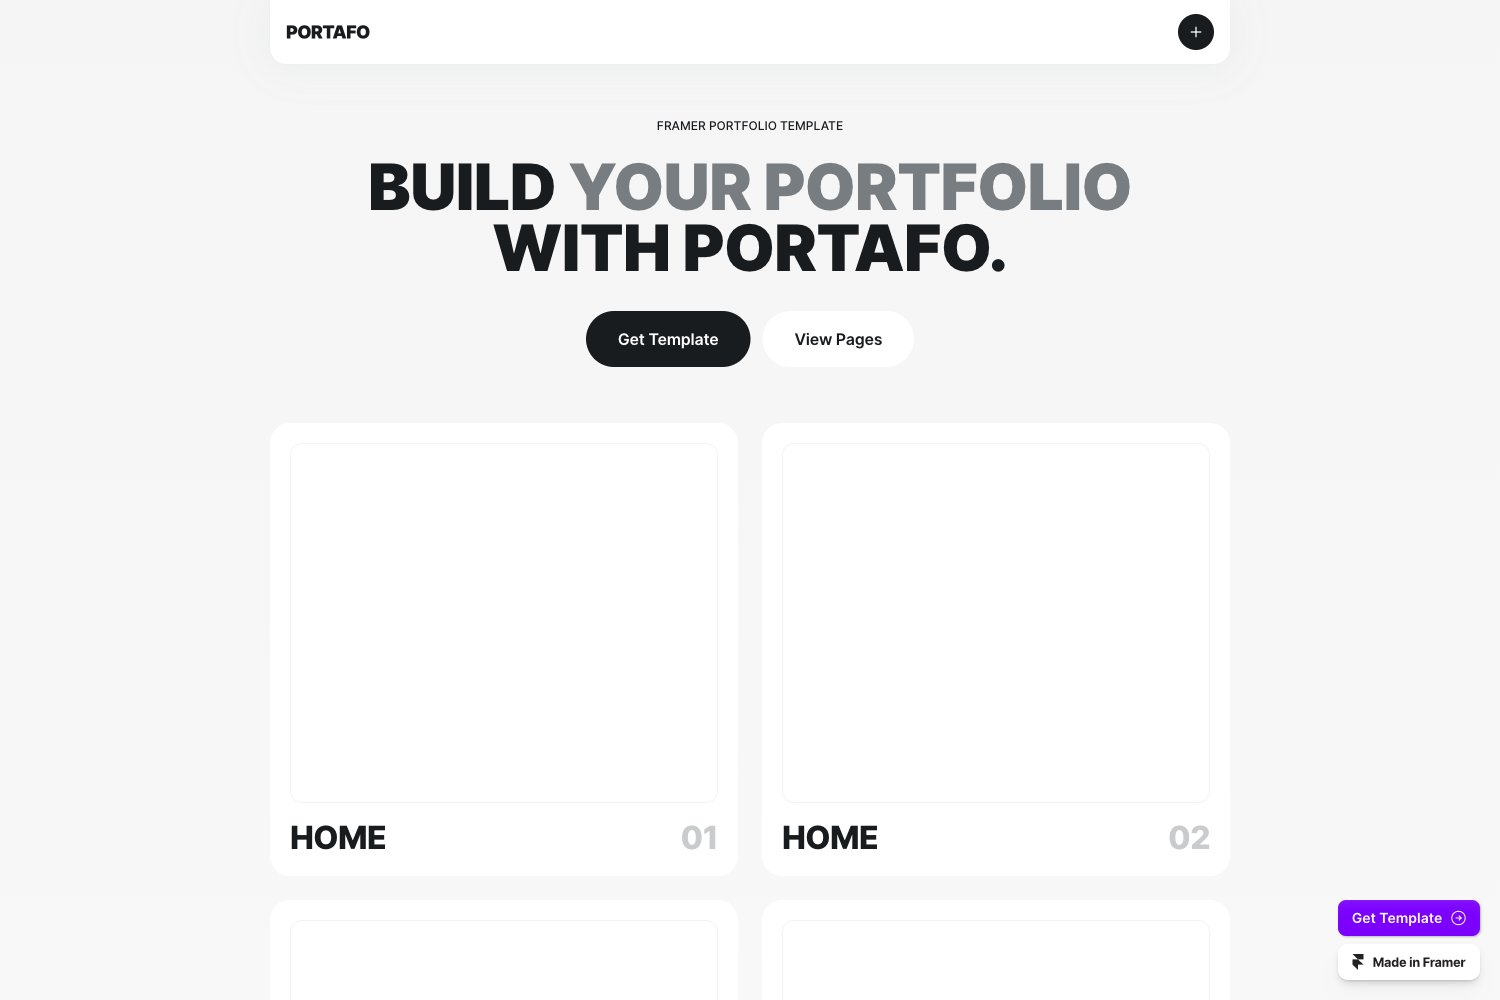 PORTAFO
FRAMER PORTFOLIO TEMPLATE
BUILD YOUR PORTFOLIO
WITH PORTAFO.
Get Template
View Pages
HOME
01
HOME
02
Get Template
Made in Framer